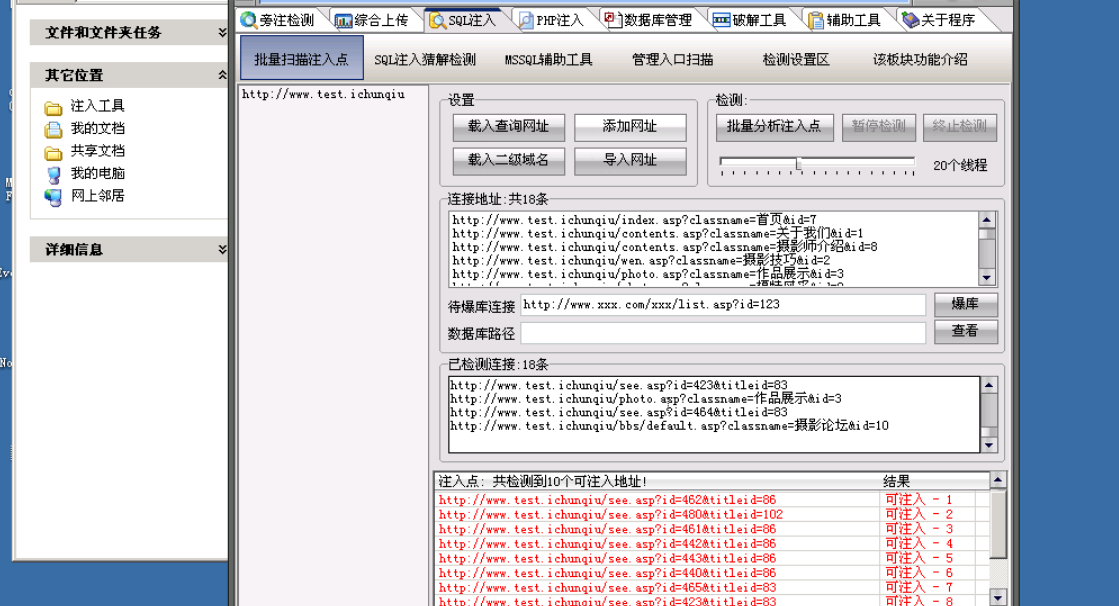 文件和文件夹任务
其它位置
注入工具
我的文档
共享文档
我的电脑
网上邻居
详细信息
旁注检测 综合上传 SQL注入 PHP注入 数据库管理 破解工具 辅助工具 关于程序
批量扫描注入点 SQL注入猜解检测 MSSQL辅助工具 管理入口扫描 检测设置区 该板块功能介绍
http://www.test.ichunqiu
设置
载入查询网址 添加网址
载入二级域名 导入网址
检测:
批量分析注入点 暂停检测 终止检测
20个线程
连接地址:共18条
http://www.test.ichunqiu/index.asp?classname=首页&id=7
http://www.test.ichunqiu/contents.asp?classname=关于我们&id=1
http://www.test.ichunqiu/contents.asp?classname=摄影师介绍&id=8
http://www.test.ichunqiu/wen.asp?classname=摄影技巧&id=2
http://www.test.ichunqiu/photo.asp?classname=作品展示&id=3
待爆库连接 http://www.xxx.com/xxx/list.asp?id=123 爆库
数据库路径 查看
已检测连接:18条
http://www.test.ichunqiu/see.asp?id=423&titleid=83
http://www.test.ichunqiu/photo.asp?classname=作品展示&id=3
http://www.test.ichunqiu/see.asp?id=464&titleid=83
http://www.test.ichunqiu/bbs/default.asp?classname=摄影论坛&id=10
注入点: 共检测到10个可注入地址! 结果
http://www.test.ichunqiu/see.asp?id=462&titleid=86 可注入 - 1
http://www.test.ichunqiu/see.asp?id=480&titleid=102 可注入 - 2
http://www.test.ichunqiu/see.asp?id=461&titleid=86 可注入 - 3
http://www.test.ichunqiu/see.asp?id=442&titleid=86 可注入 - 4
http://www.test.ichunqiu/see.asp?id=443&titleid=86 可注入 - 5
http://www.test.ichunqiu/see.asp?id=440&titleid=86 可注入 - 6
http://www.test.ichunqiu/see.asp?id=465&titleid=83 可注入 - 7
http://www.test.ichunqiu/see.asp?id=423&titleid=83 可注入 - 8